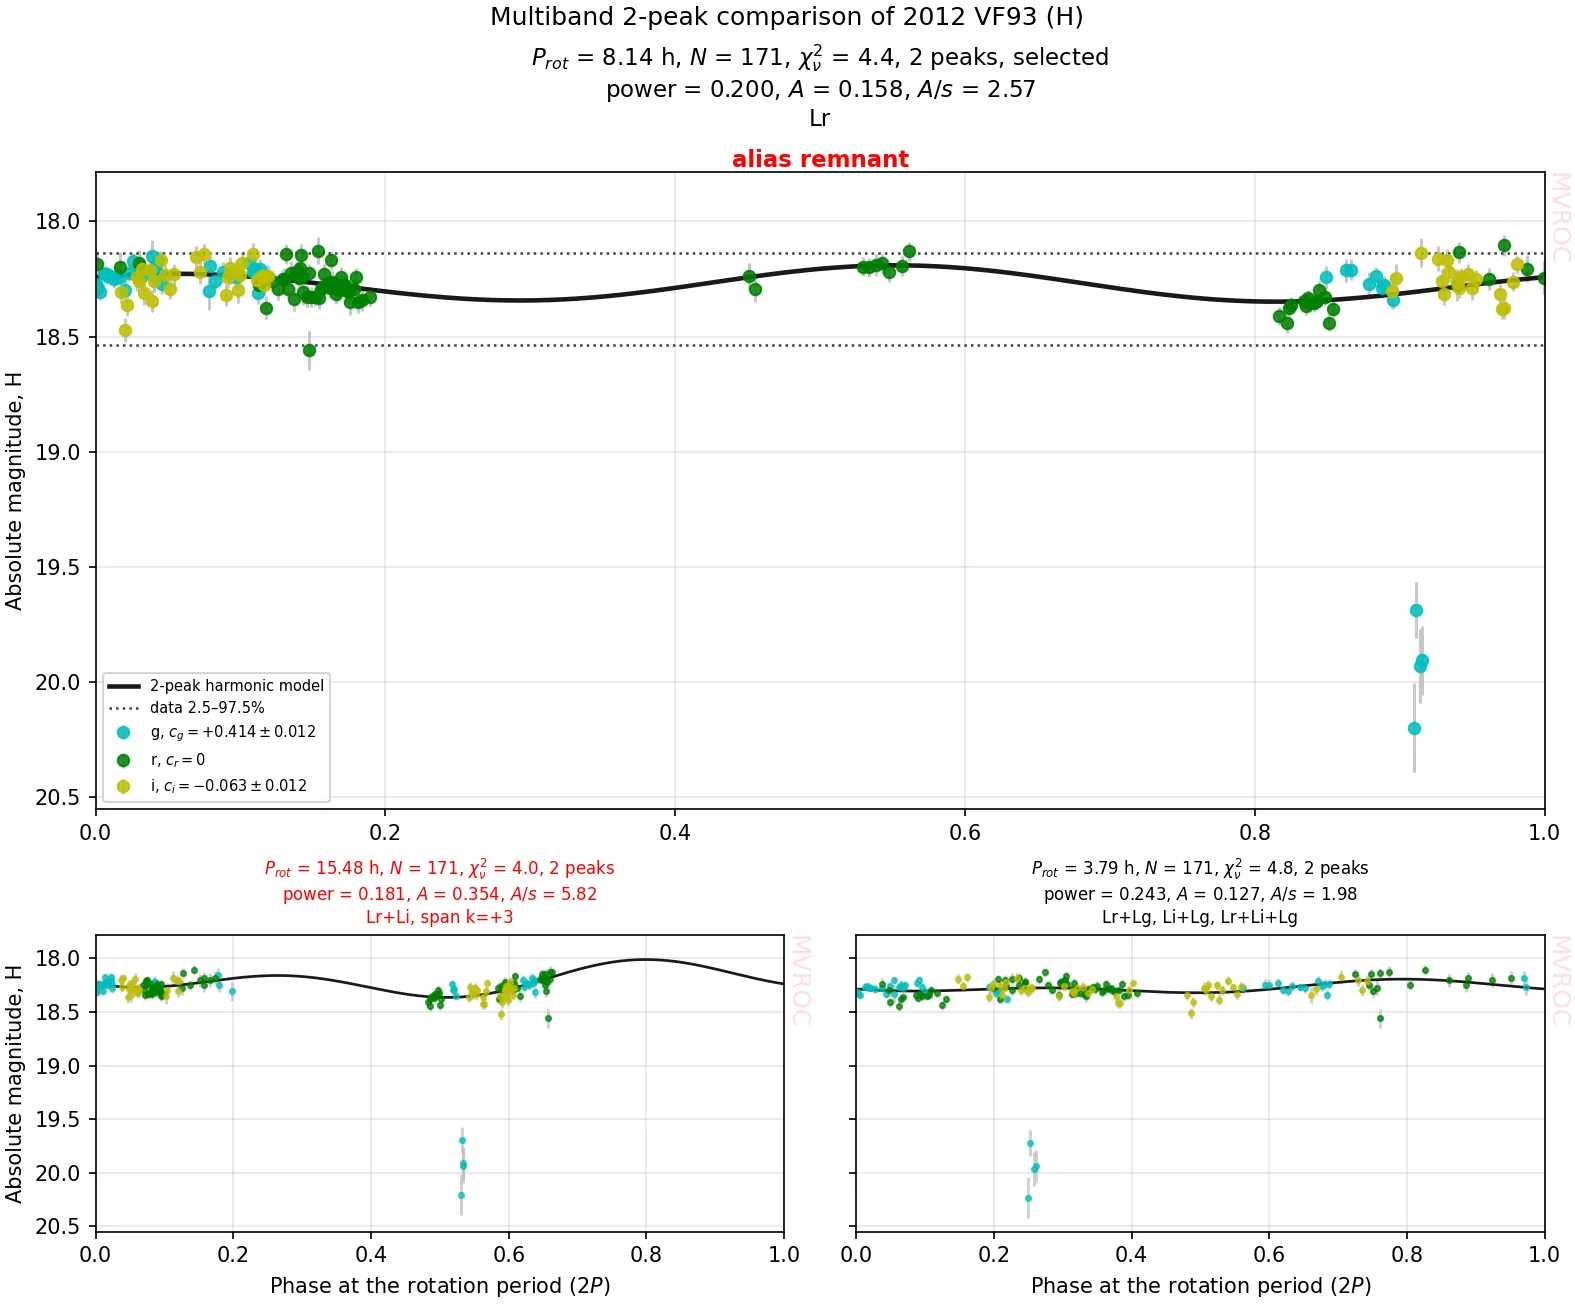 Multiband 2-peak comparison of 2012 VF93 (H)
P_rot = 8.14 h, N = 171, χ²_ν = 4.4, 2 peaks, selected
power = 0.200, A = 0.158, A/s = 2.57
Lr
alias remnant
MVROC
Absolute magnitude, H
18.0
18.5
19.0
19.5
20.0
20.5
2-peak harmonic model
data 2.5–97.5%
g, c_g = +0.414 ± 0.012
r, c_r = 0
i, c_i = −0.063 ± 0.012
0.0 0.2 0.4 0.6 0.8 1.0
P_rot = 15.48 h, N = 171, χ²_ν = 4.0, 2 peaks
power = 0.181, A = 0.354, A/s = 5.82
Lr+Li, span k=+3
MVROC
Absolute magnitude, H
18.0
18.5
19.0
19.5
20.0
20.5
0.0 0.2 0.4 0.6 0.8 1.0
Phase at the rotation period (2P)
P_rot = 3.79 h, N = 171, χ²_ν = 4.8, 2 peaks
power = 0.243, A = 0.127, A/s = 1.98
Lr+Lg, Li+Lg, Lr+Li+Lg
MVROC
0.0 0.2 0.4 0.6 0.8 1.0
Phase at the rotation period (2P)